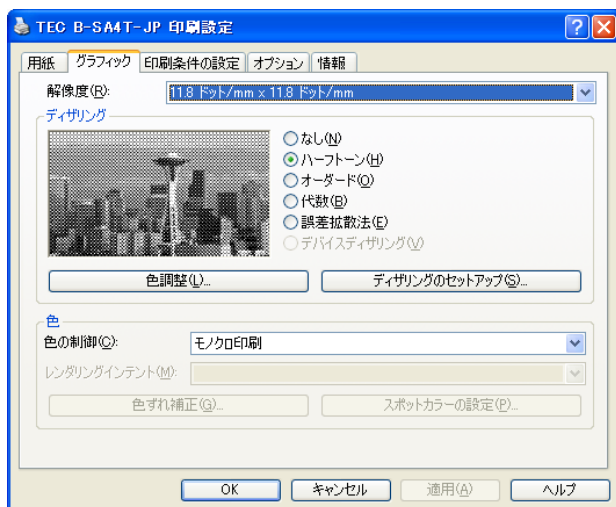 TEC B-SA4T-JP 印刷設定
用紙 グラフィック 印刷条件の設定 オプション 情報
解像度(R): 11.8 ドット/mm x 11.8 ドット/mm
ディザリング
なし(N)
ハーフトーン(H)
オーダード(O)
代数(B)
誤差拡散法(E)
デバイスディザリング(V)
色調整(L)... ディザリングのセットアップ(S)...
色
色の制御(C): モノクロ印刷
レンダリングインテント(M):
色ずれ補正(G)... スポットカラーの設定(P)...
OK キャンセル 適用(A) ヘルプ